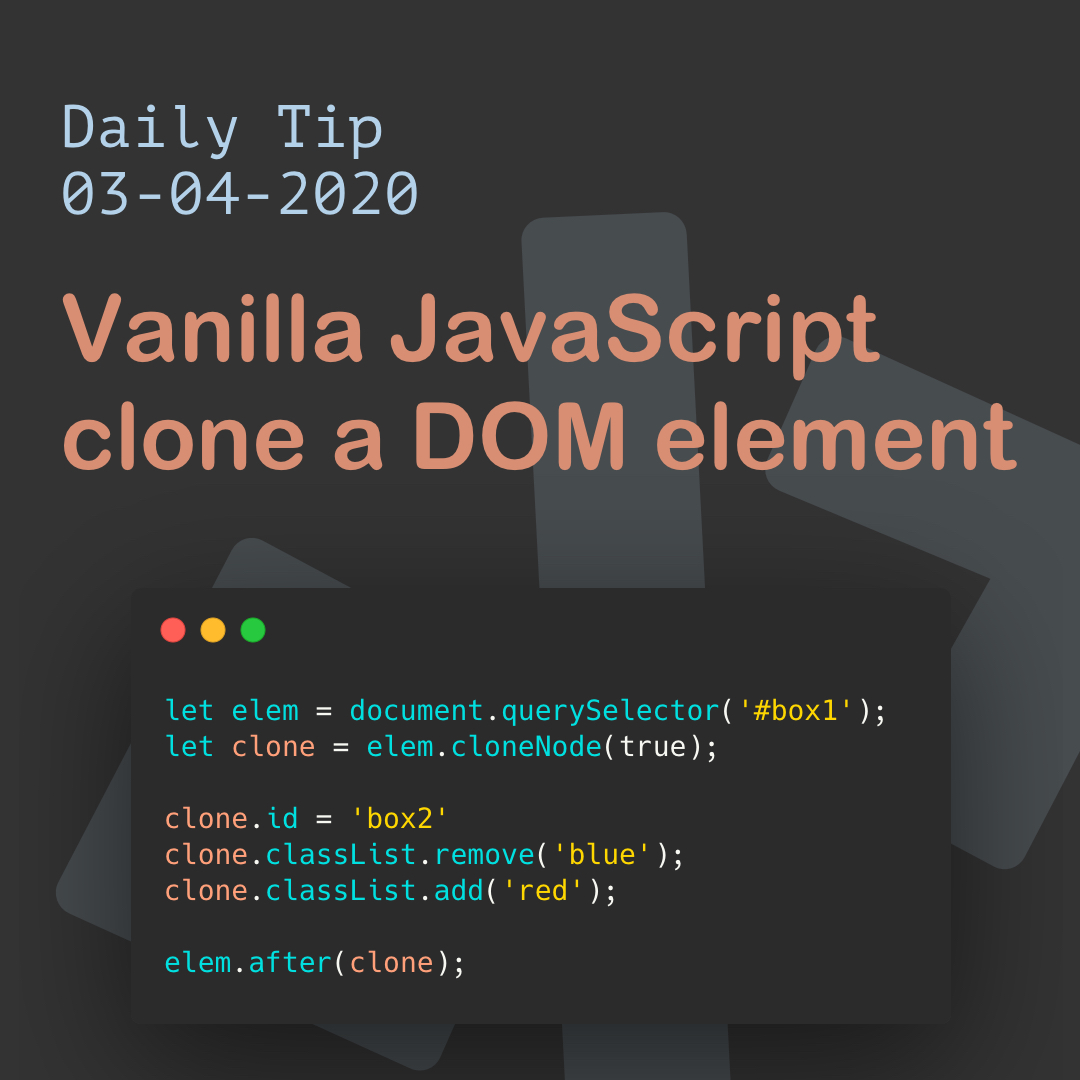 Daily Tip
03-04-2020
Vanilla JavaScript
clone a DOM element
let elem = document.querySelector('#box1');
let clone = elem.cloneNode(true);
clone.id = 'box2'
clone.classList.remove('blue');
clone.classList.add('red');
elem.after(clone);